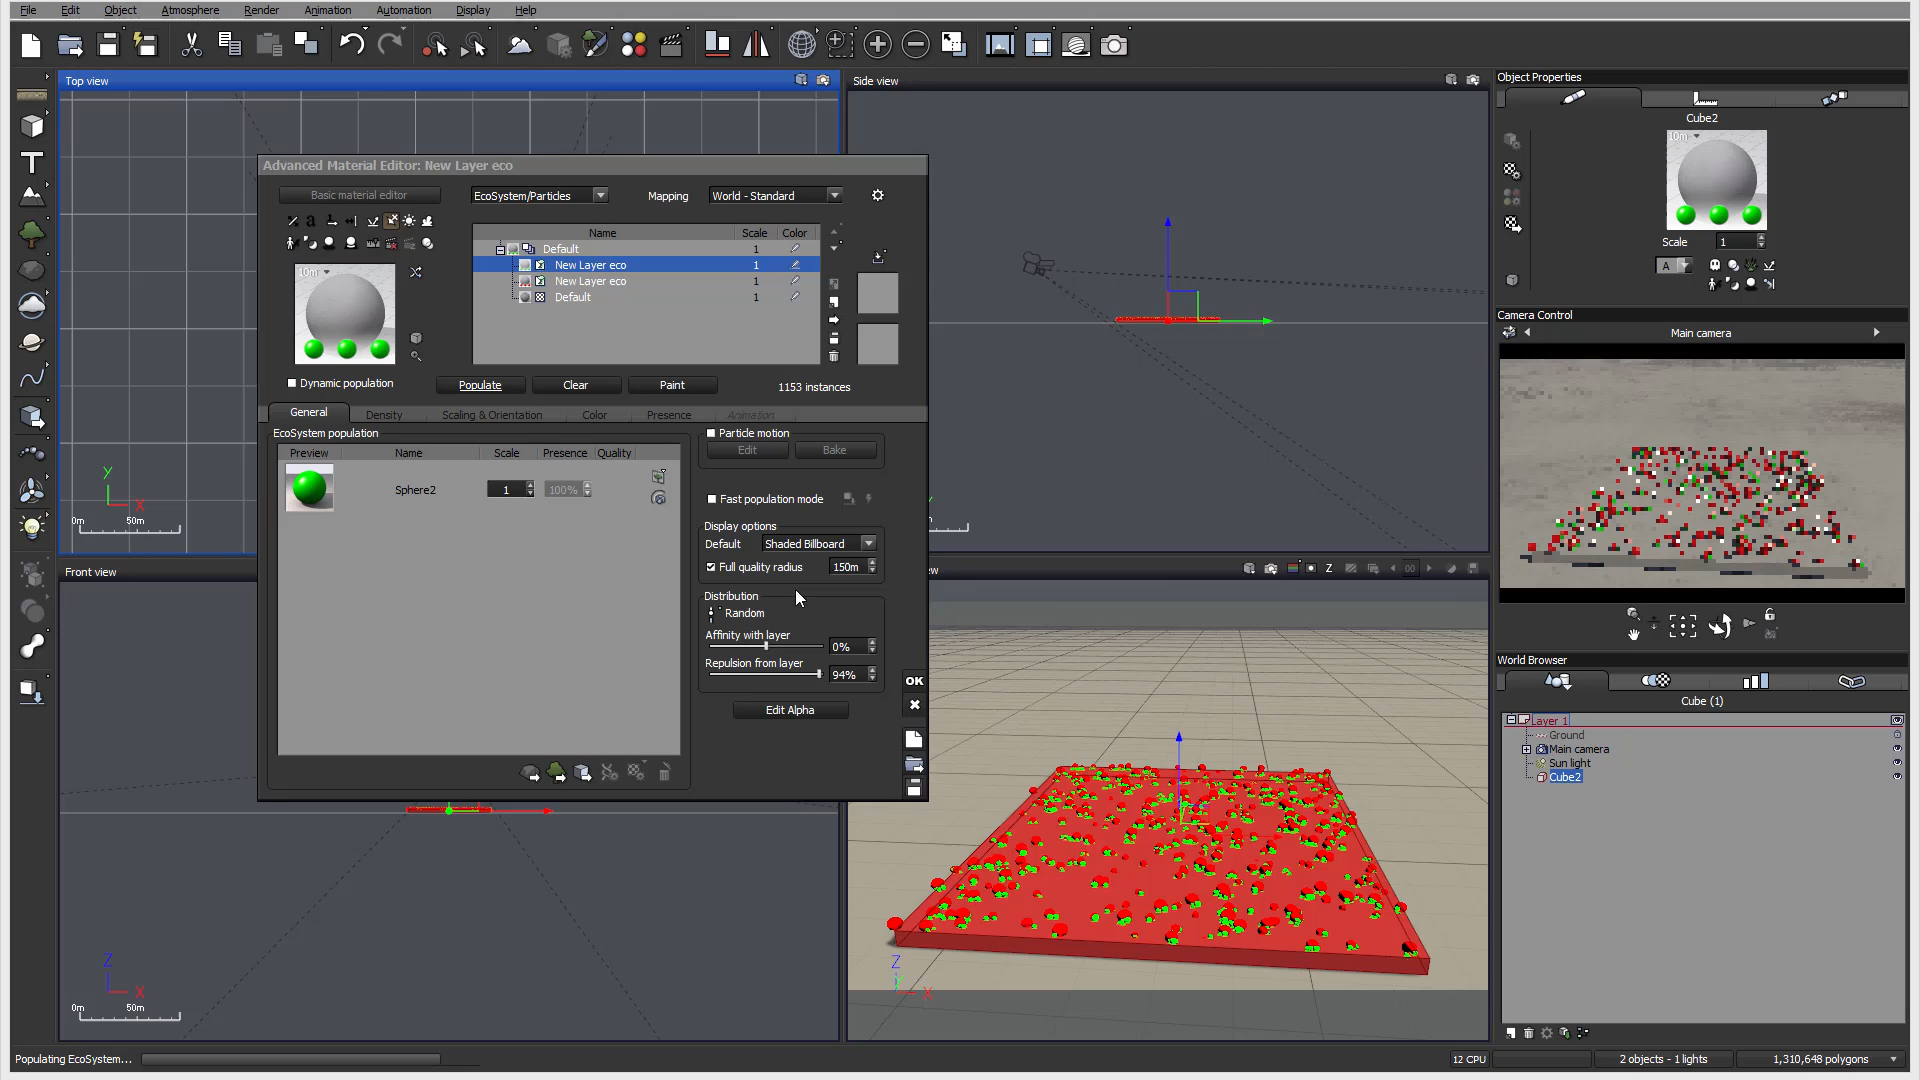 File Edit Atmosphere Render Animation Automation Display Help
Top view
Side view
Object Properties
Cube2
10m
Scale 1
A
Advanced Material Editor: New Layer eco
Basic material editor
EcoSystem/Particles
Mapping
World - Standard
Name Scale Color
Default 1
New Layer eco 1
New Layer eco 1
Default 1
10m
Dynamic population
Populate
Clear
Paint
1153 instances
General Density Scaling & Orientation Color Presence Animation
EcoSystem population
Preview Name Scale Presence Quality
Sphere2 1 100%
Particle motion
Edit Bake
Fast population mode
Display options
Default Shaded Billboard
Full quality radius 150m
Distribution
Random
Affinity with layer
0%
Repulsion from layer
94%
Edit Alpha
OK
Y
X
0m 50m
Front view
Z
X
0m 50m
Z
Z
Y
X
Camera Control
Main camera
World Browser
Cube (1)
Layer 1
Ground
Main camera
Sun light
Cube2
Populating EcoSystem...
12 CPU
2 objects - 1 lights
1,310,648 polygons